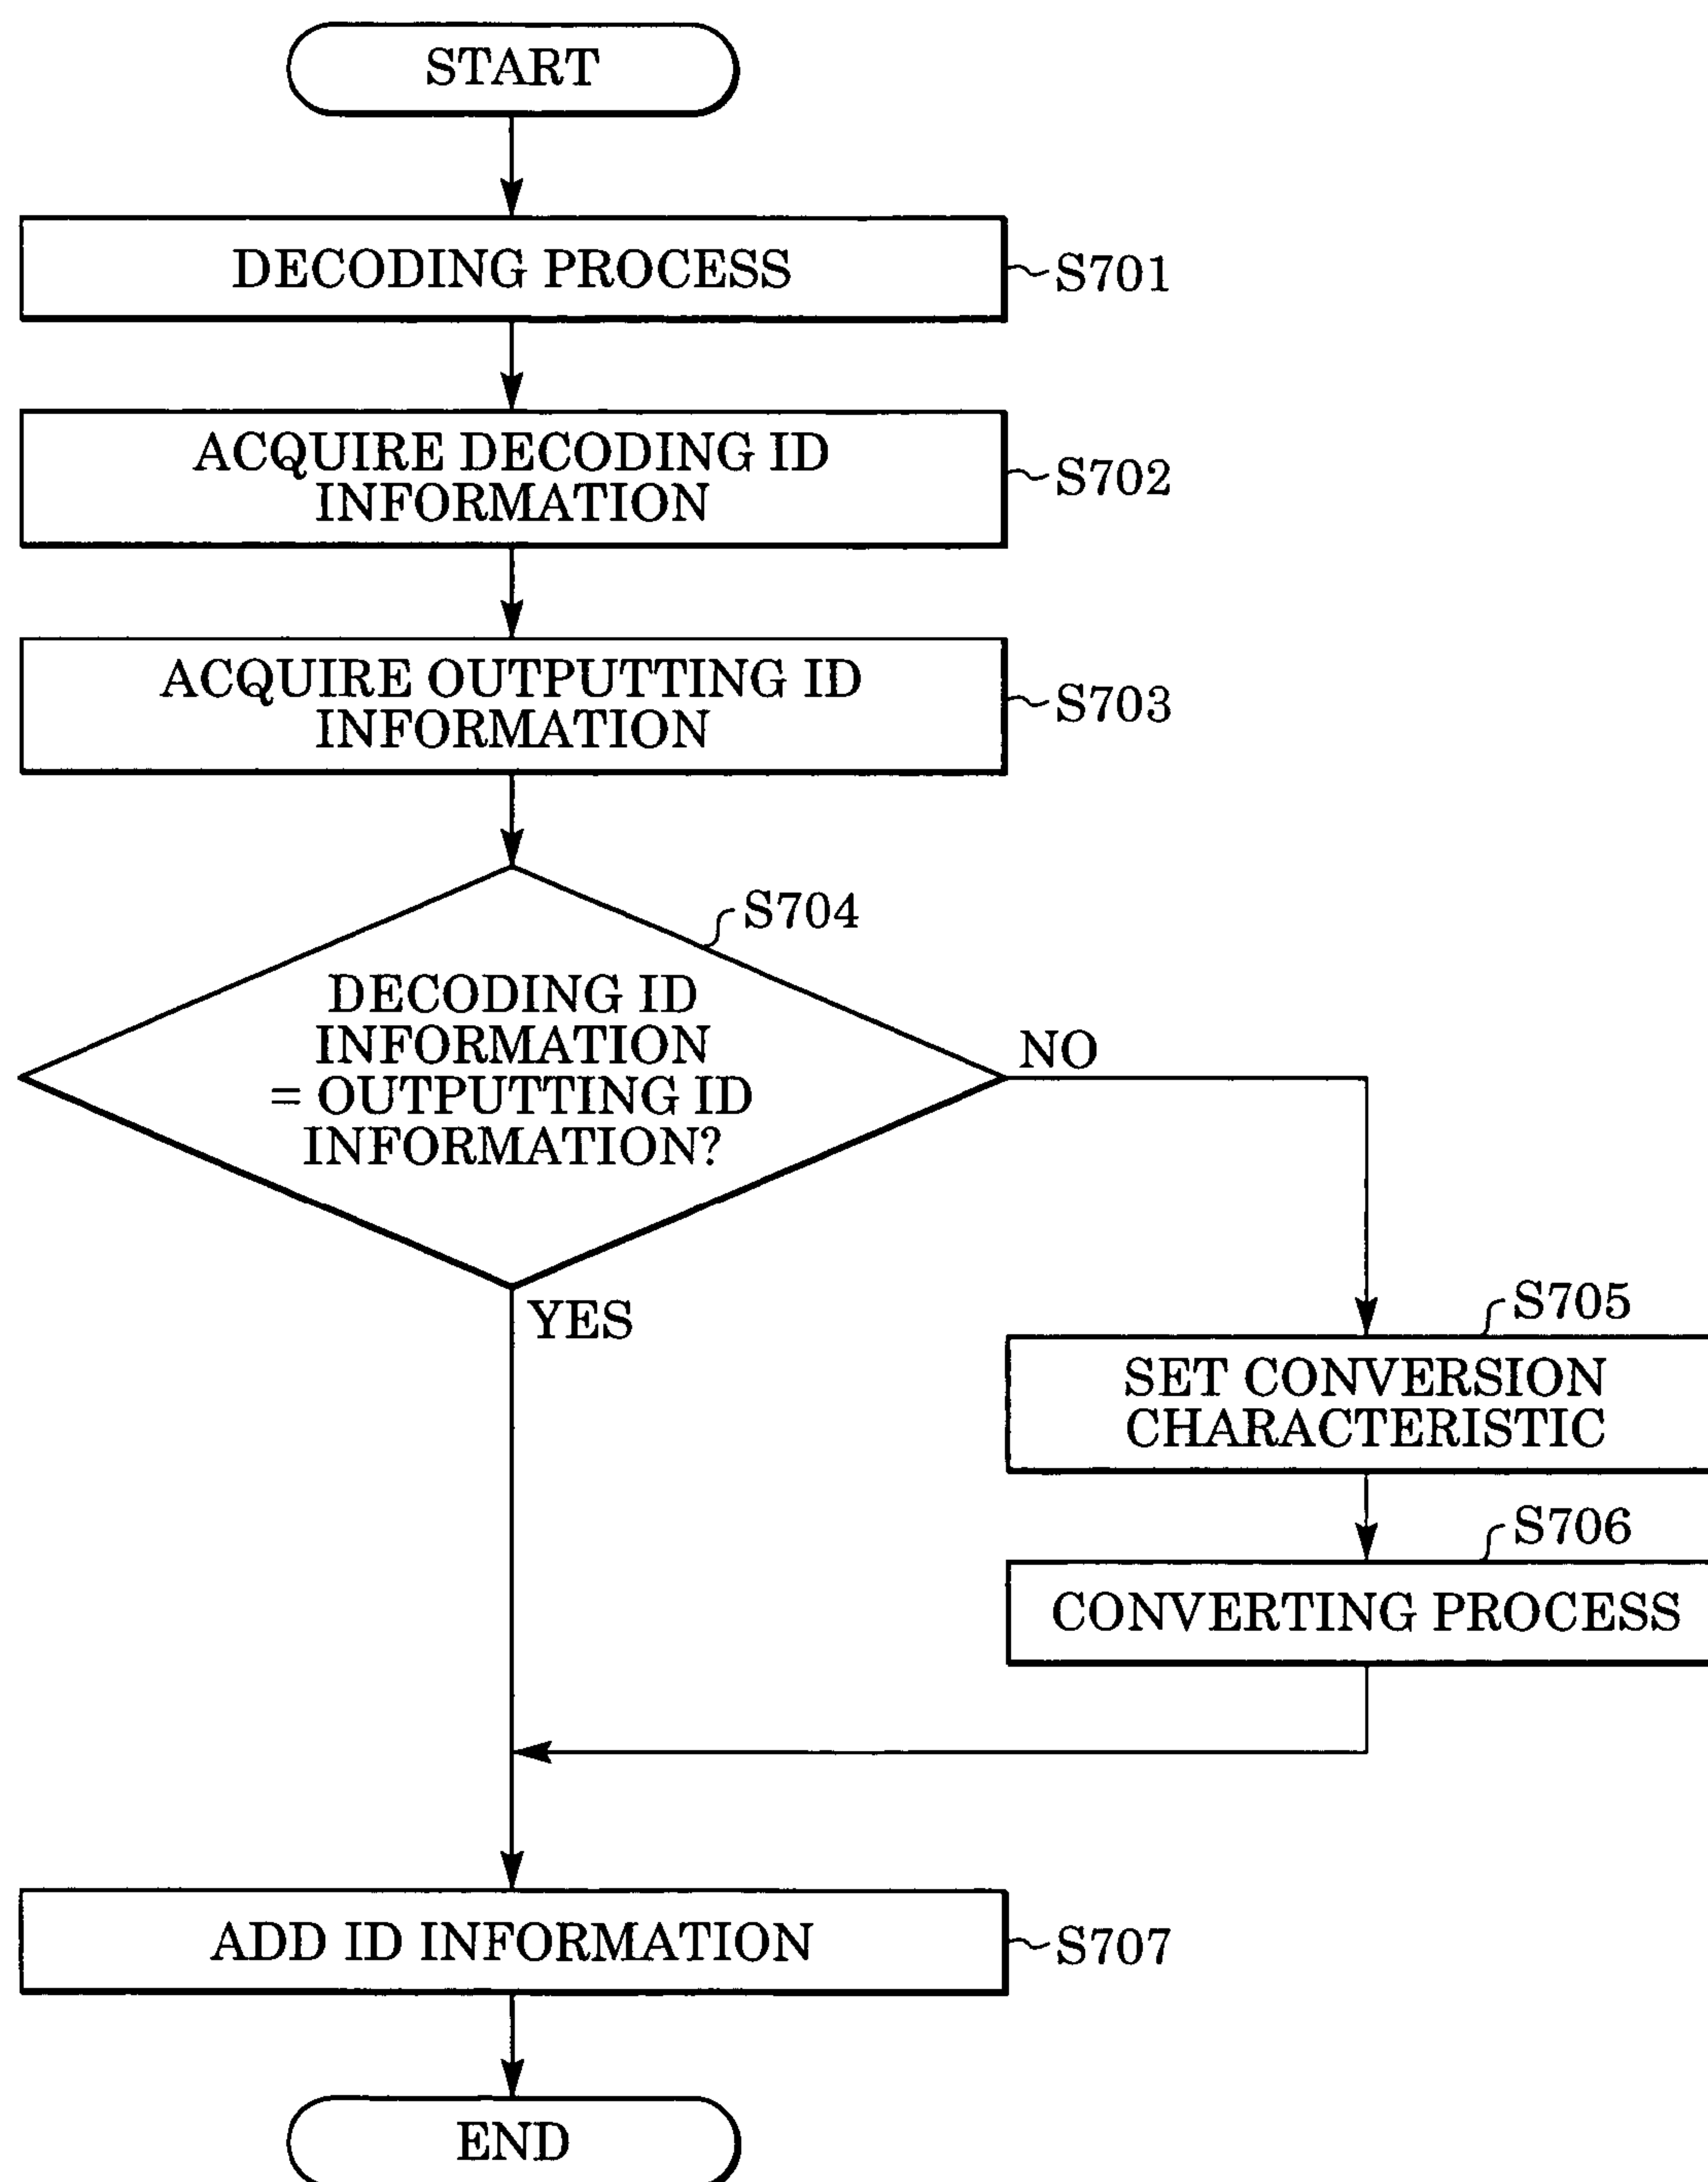 START
DECODING PROCESS
S701
ACQUIRE DECODING ID
INFORMATION
S702
ACQUIRE OUTPUTTING ID
INFORMATION
S703
S704
DECODING ID
INFORMATION
= OUTPUTTING ID
INFORMATION?
NO
YES
S705
SET CONVERSION
CHARACTERISTIC
S706
CONVERTING PROCESS
ADD ID INFORMATION
S707
END